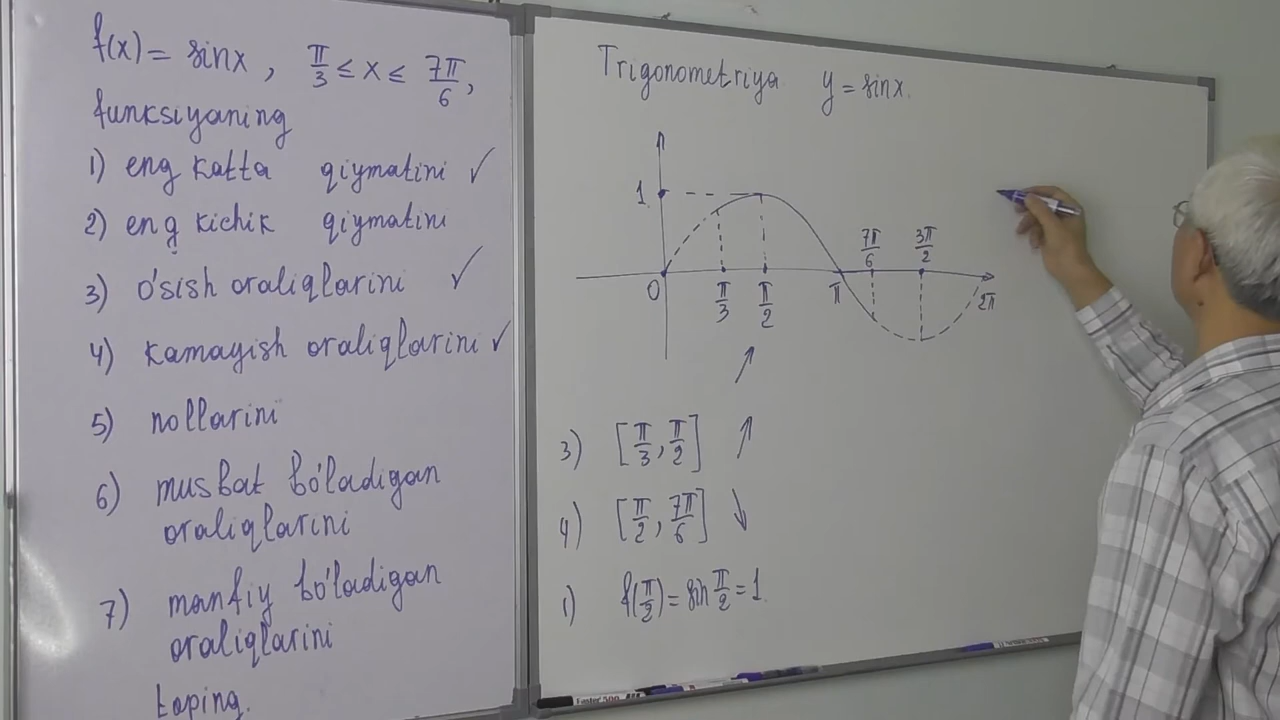 f(x) = sinx , π/3 ≤ x ≤ 7π/6 ,
funksiyaning
1) eng katta qiymatini ✓
2) eng kichik qiymatini
3) o'sish oraliqlarini ✓
4) kamayish oraliqlarini ✓
5) nollarini
6) musbat bo'ladigan
oraliqlarini
7) manfiy bo'ladigan
oraliqlarini
toping.
Trigonometriya y = sinx.
1
7π/6 3π/2
0 π/3 π/2 π 2π
↗
3) [π/3, π/2] ↗
4) [π/2, 7π/6] ↘
1) f(π/2) = sin π/2 = 1.